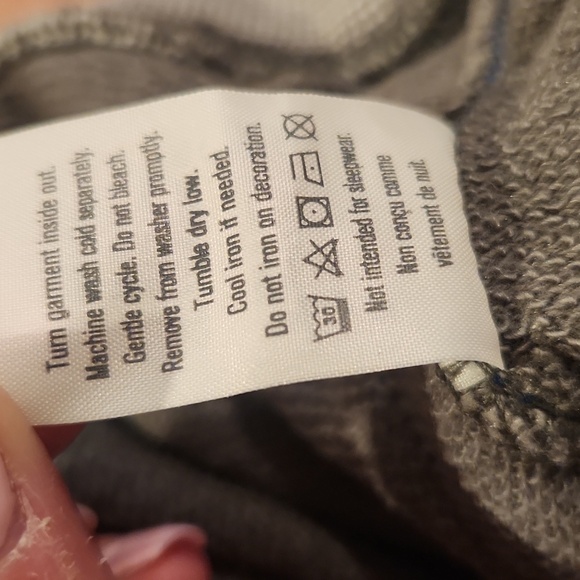 Turn garment inside out.
Machine wash cold separately.
Gentle cycle. Do not bleach.
Remove from washer promptly.
Tumble dry low.
Cool iron if needed.
Do not iron on decoration.
30
Not intended for sleepwear.
Non conçu comme
vêtement de nuit.